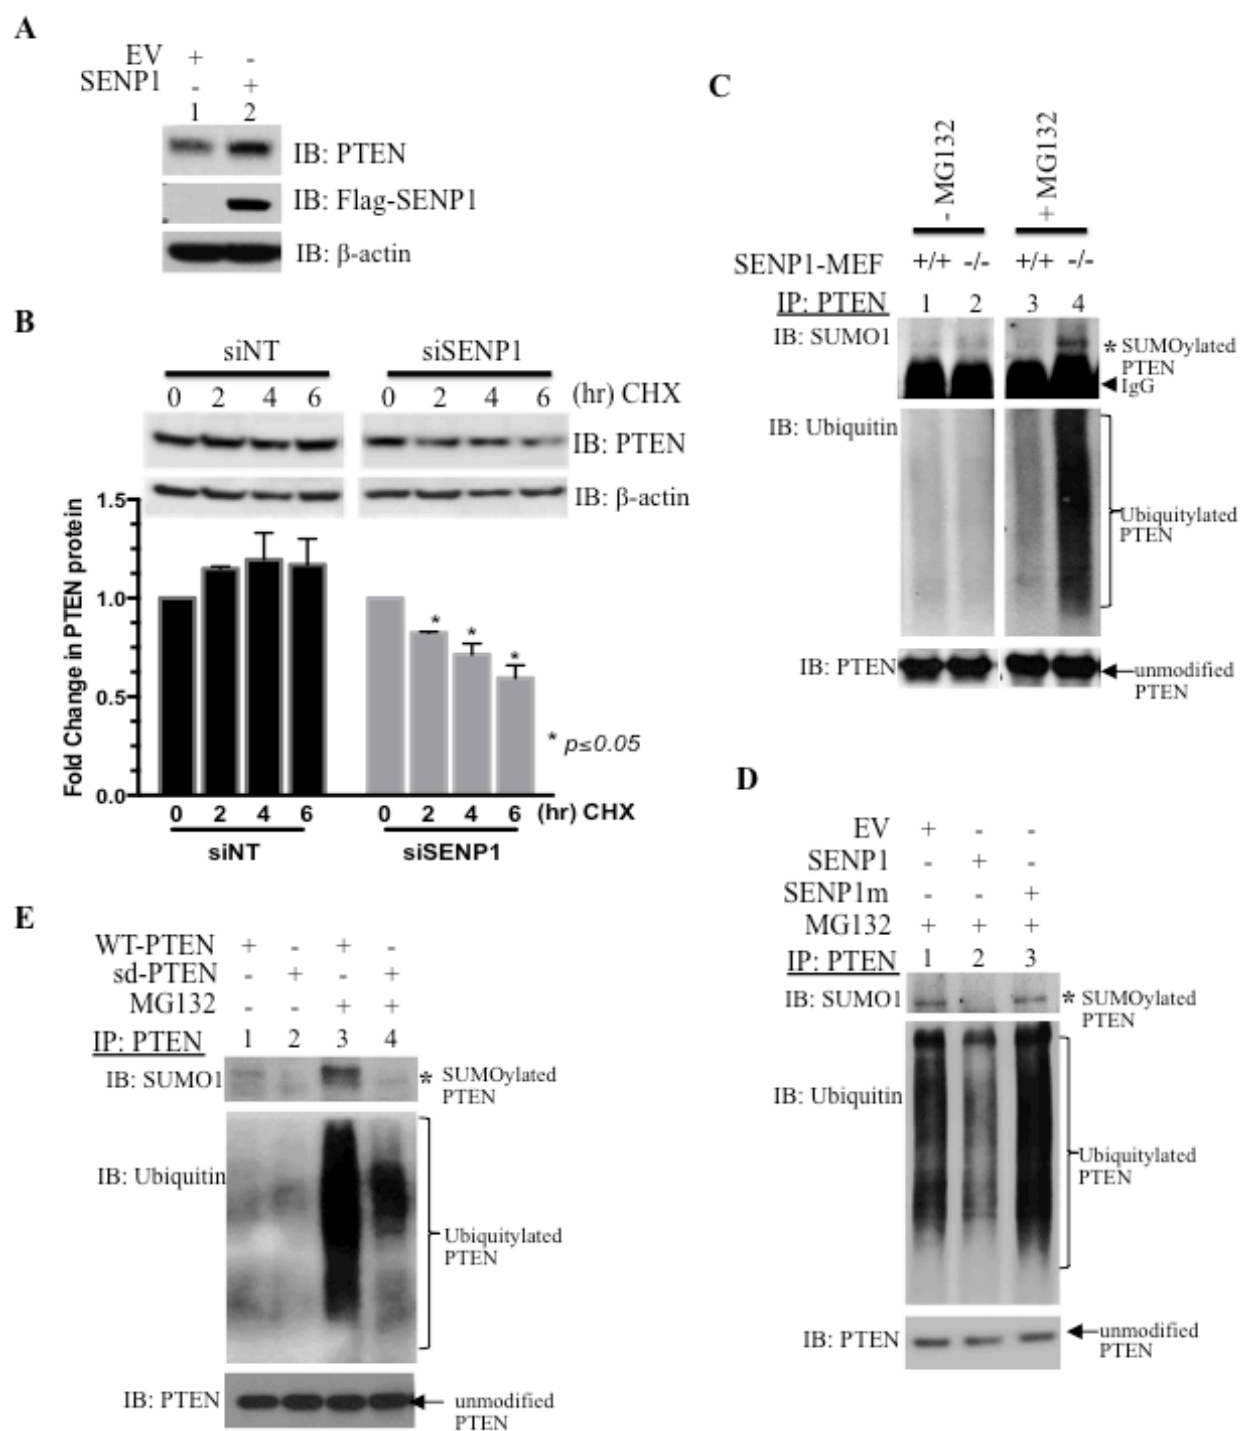 A
EV + -
SENP1 - +
1 2
IB: PTEN
IB: Flag-SENP1
IB: β-actin
B
siNT siSENP1
0 2 4 6 0 2 4 6 (hr) CHX
IB: PTEN
IB: β-actin
Fold Change in PTEN protein
1.5
1.0
0.5
0.0
* * *
* p≤0.05
0 2 4 6 0 2 4 6 (hr) CHX
siNT siSENP1
C
- MG132 + MG132
SENP1-MEF +/+ -/- +/+ -/-
IP: PTEN 1 2 3 4
IB: SUMO1
* SUMOylated
PTEN
IgG
IB: Ubiquitin
Ubiquitylated
PTEN
IB: PTEN
unmodified
PTEN
D
EV + - -
SENP1 - + -
SENP1m - - +
MG132 + + +
IP: PTEN 1 2 3
IB: SUMO1
* SUMOylated
PTEN
IB: Ubiquitin
Ubiquitylated
PTEN
IB: PTEN
unmodified
PTEN
E
WT-PTEN + - + -
sd-PTEN - + - +
MG132 - - + +
IP: PTEN 1 2 3 4
IB: SUMO1
* SUMOylated
PTEN
IB: Ubiquitin
Ubiquitylated
PTEN
IB: PTEN
unmodified
PTEN